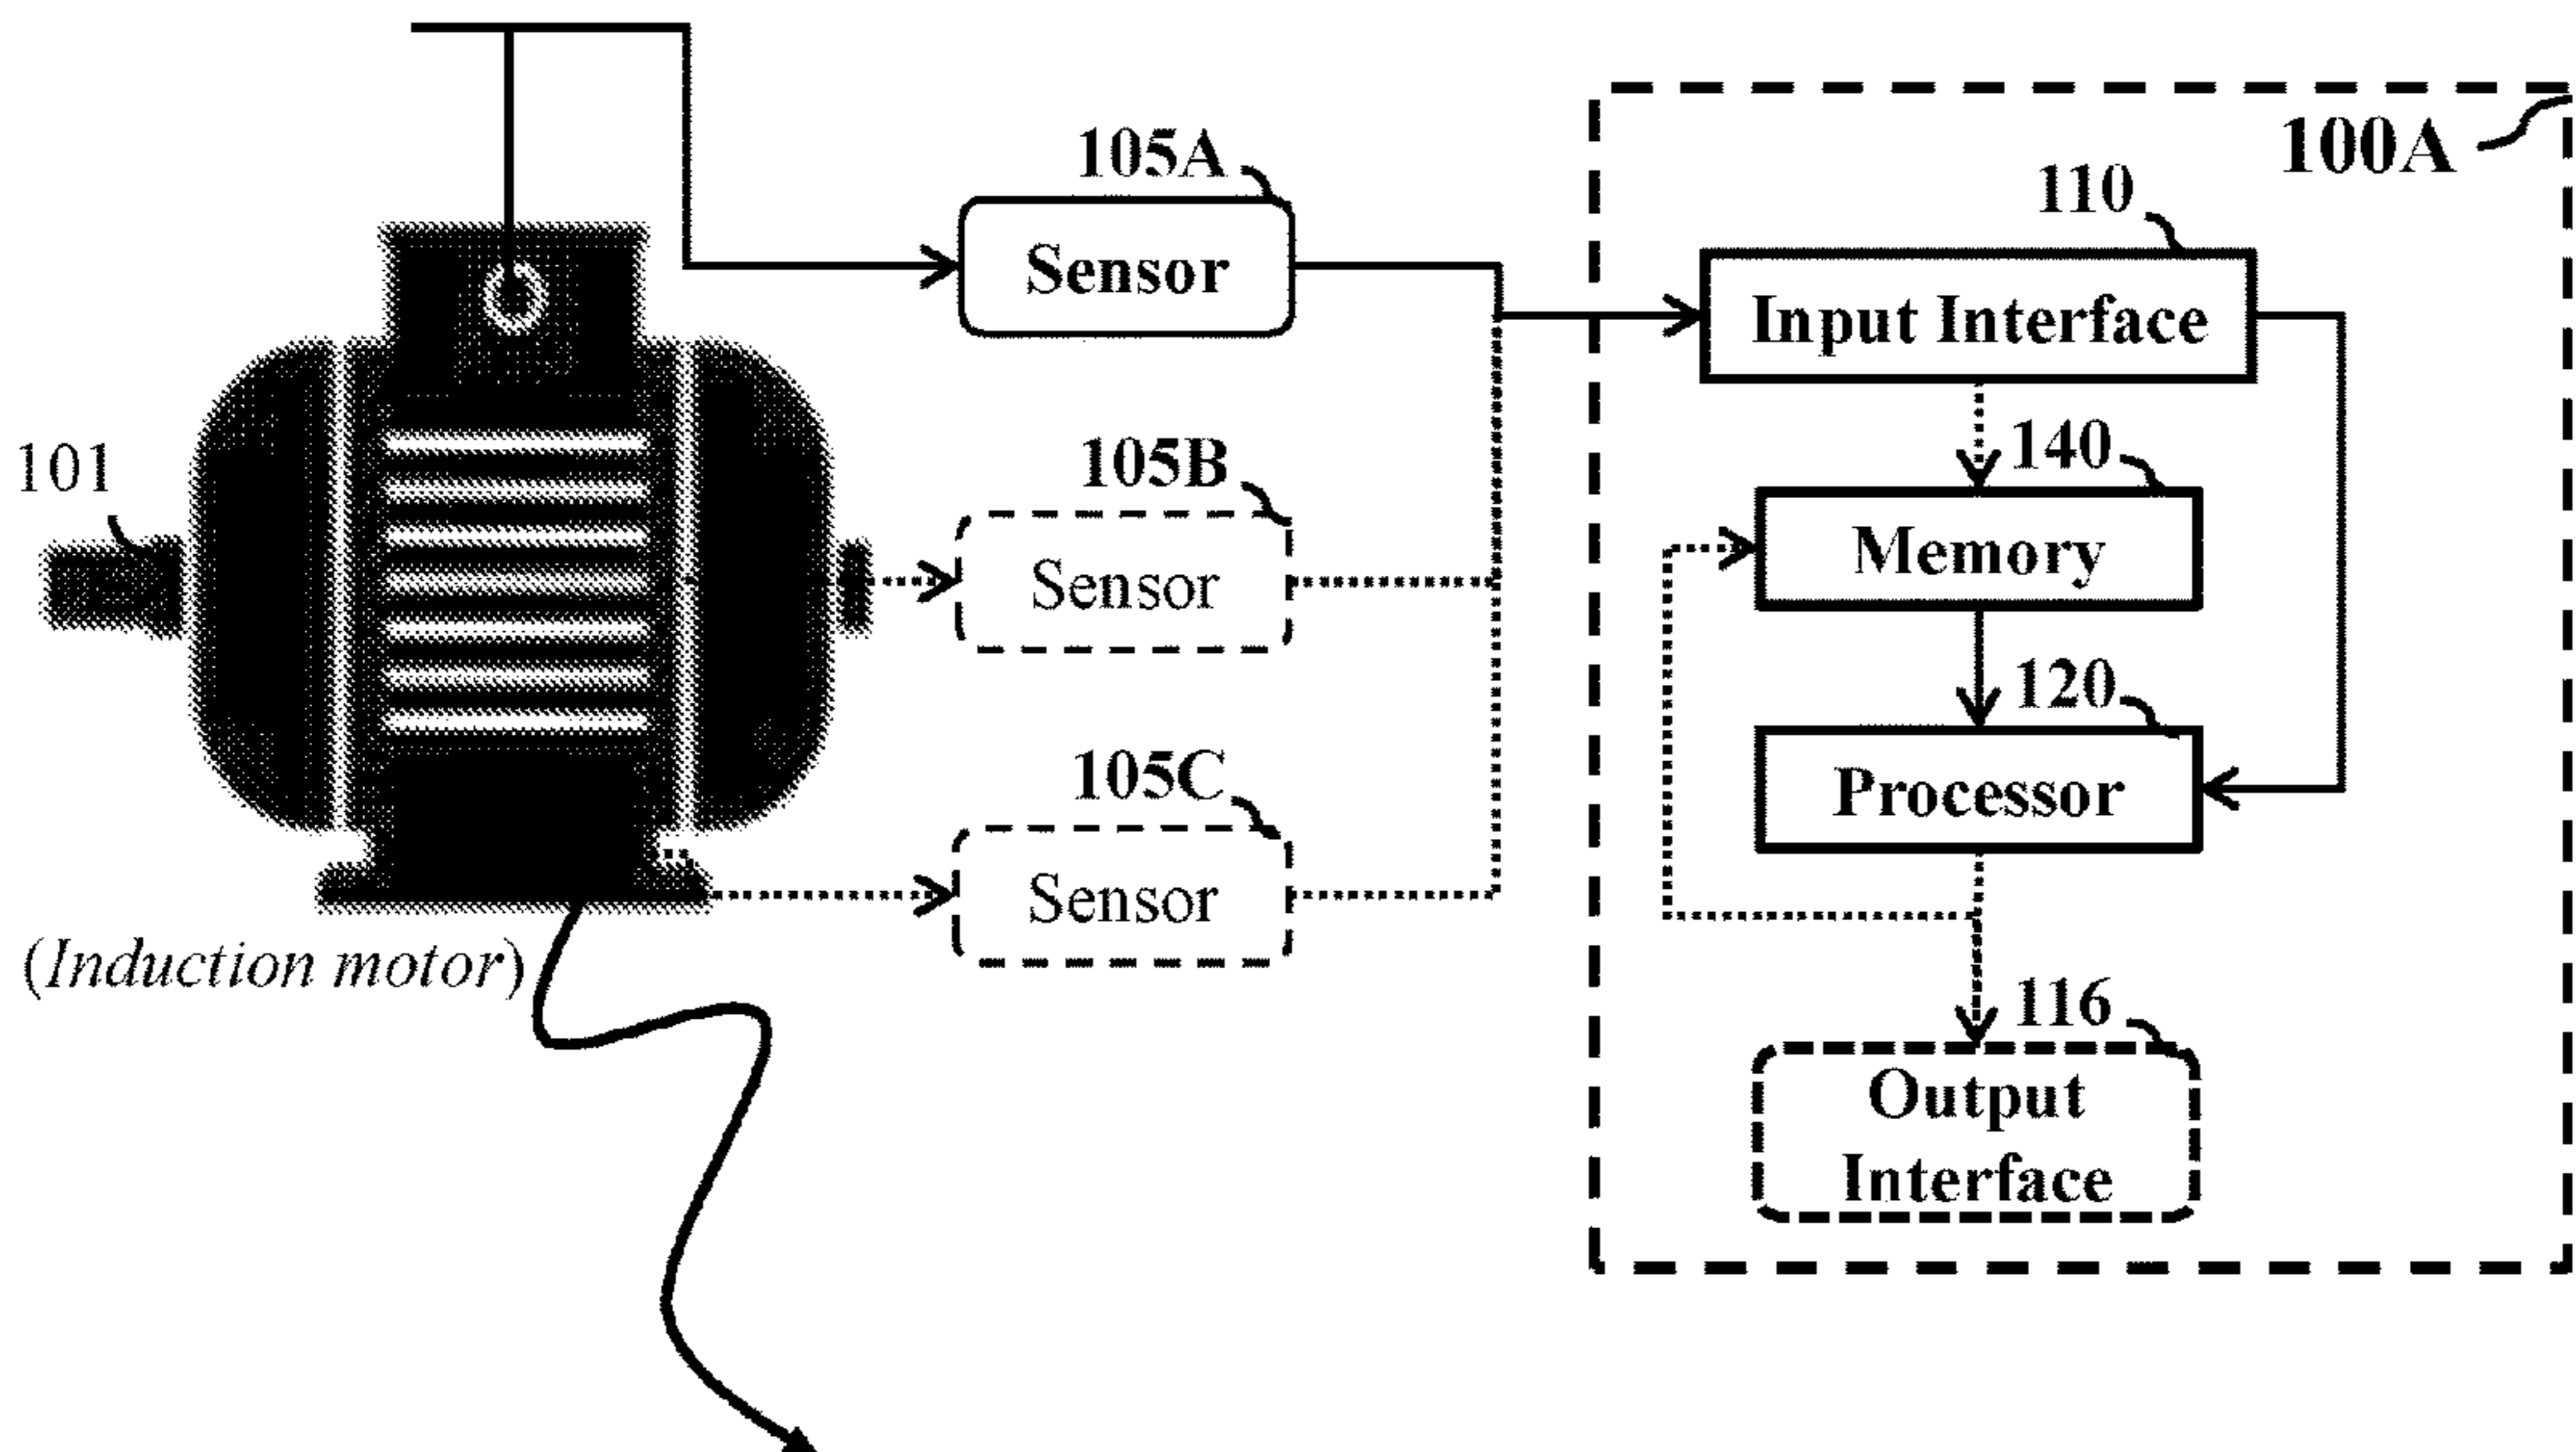 100A
105A
Sensor
110
Input Interface
101
105B
Sensor
140
Memory
120
Processor
105C
Sensor
(Induction motor)
116
Output
Interface